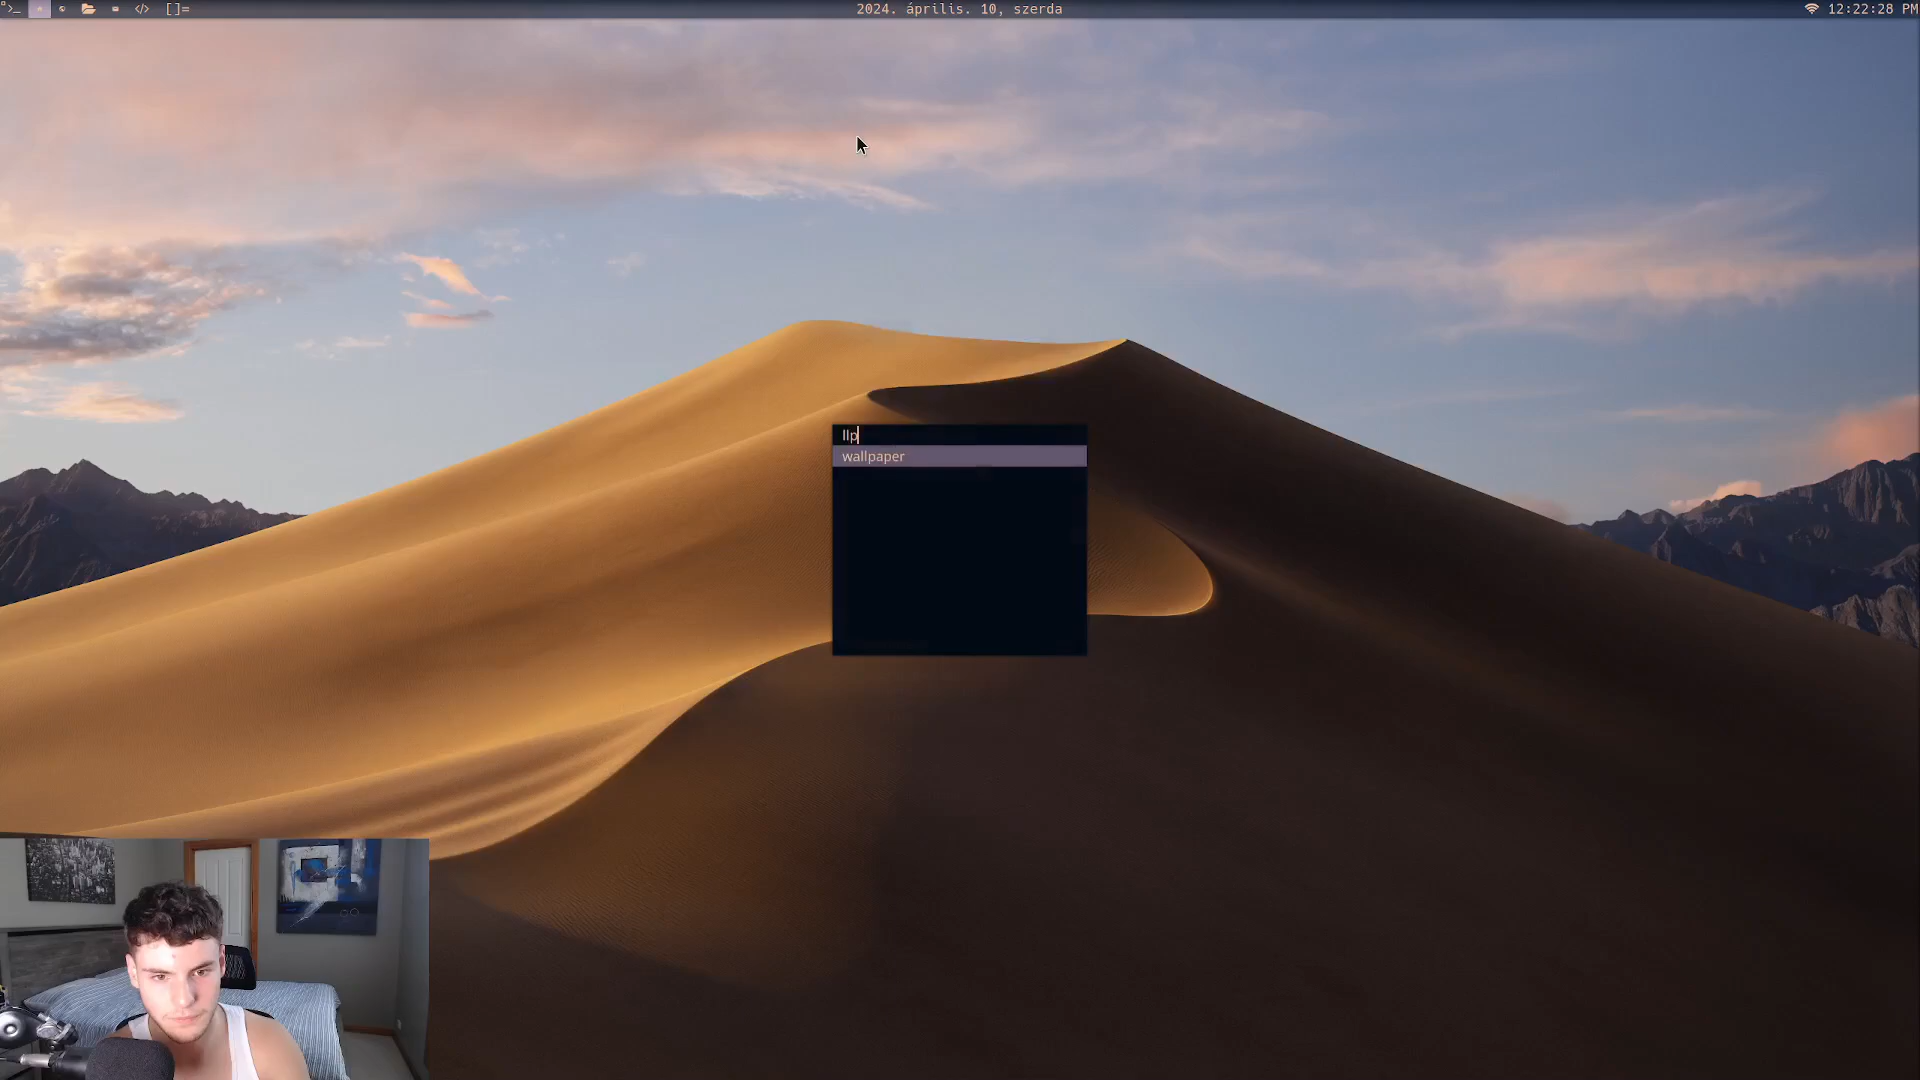 >_ </> []= 2024. április. 10, szerda 12:22:28 PM
llp
wallpaper